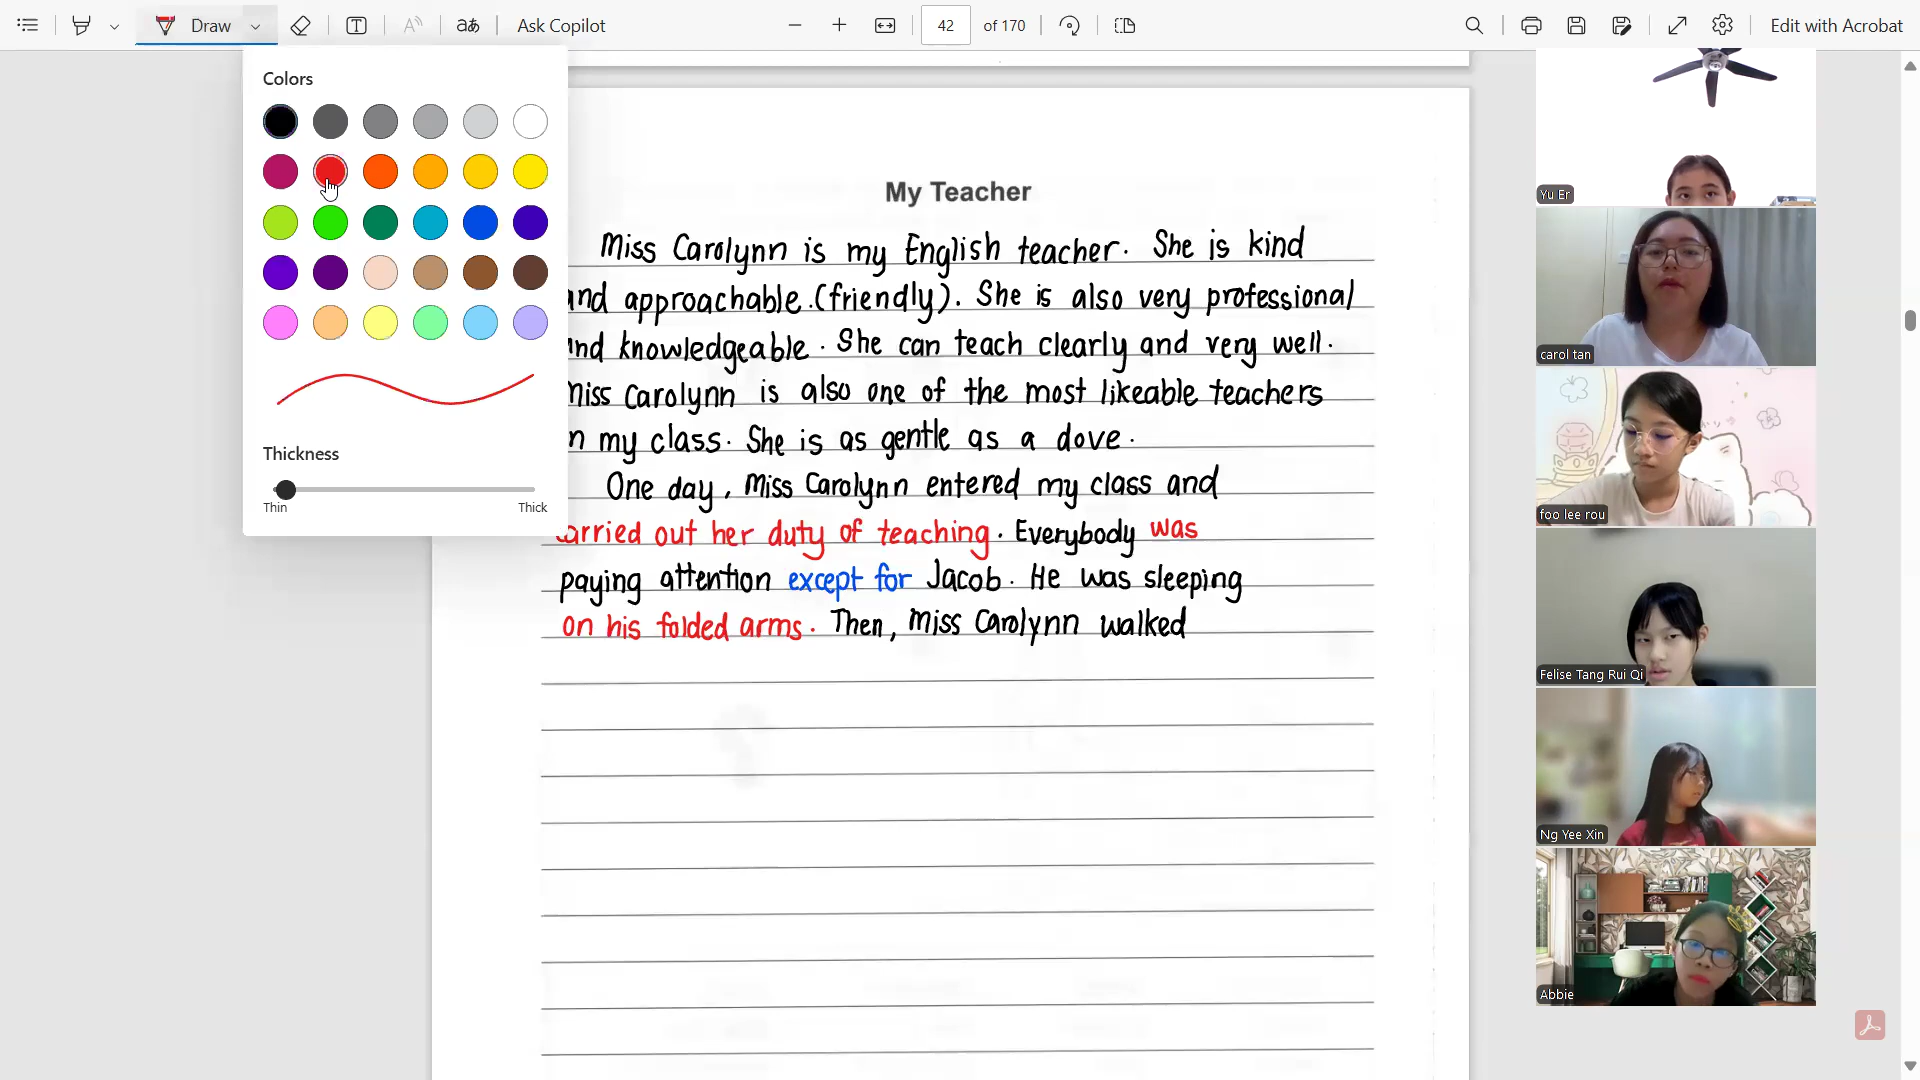 Draw
Ask Copilot
42 of 170
Edit with Acrobat
Colors
Thickness
Thin Thick
My Teacher
Miss Carolynn is my English teacher. She is kind
and approachable.(friendly). She is also very professional
and knowledgeable. She can teach clearly and very well.
Miss Carolynn is also one of the most likeable teachers
n my class. She is as gentle as a dove.
One day, Miss Carolynn entered my class and
carried out her duty of teaching. Everybody was
paying attention except for Jacob. He was sleeping
on his folded arms. Then, Miss Carolynn walked
Yu Er
carol tan
foo lee rou
Felise Tang Rui Qi
Ng Yee Xin
Abbie